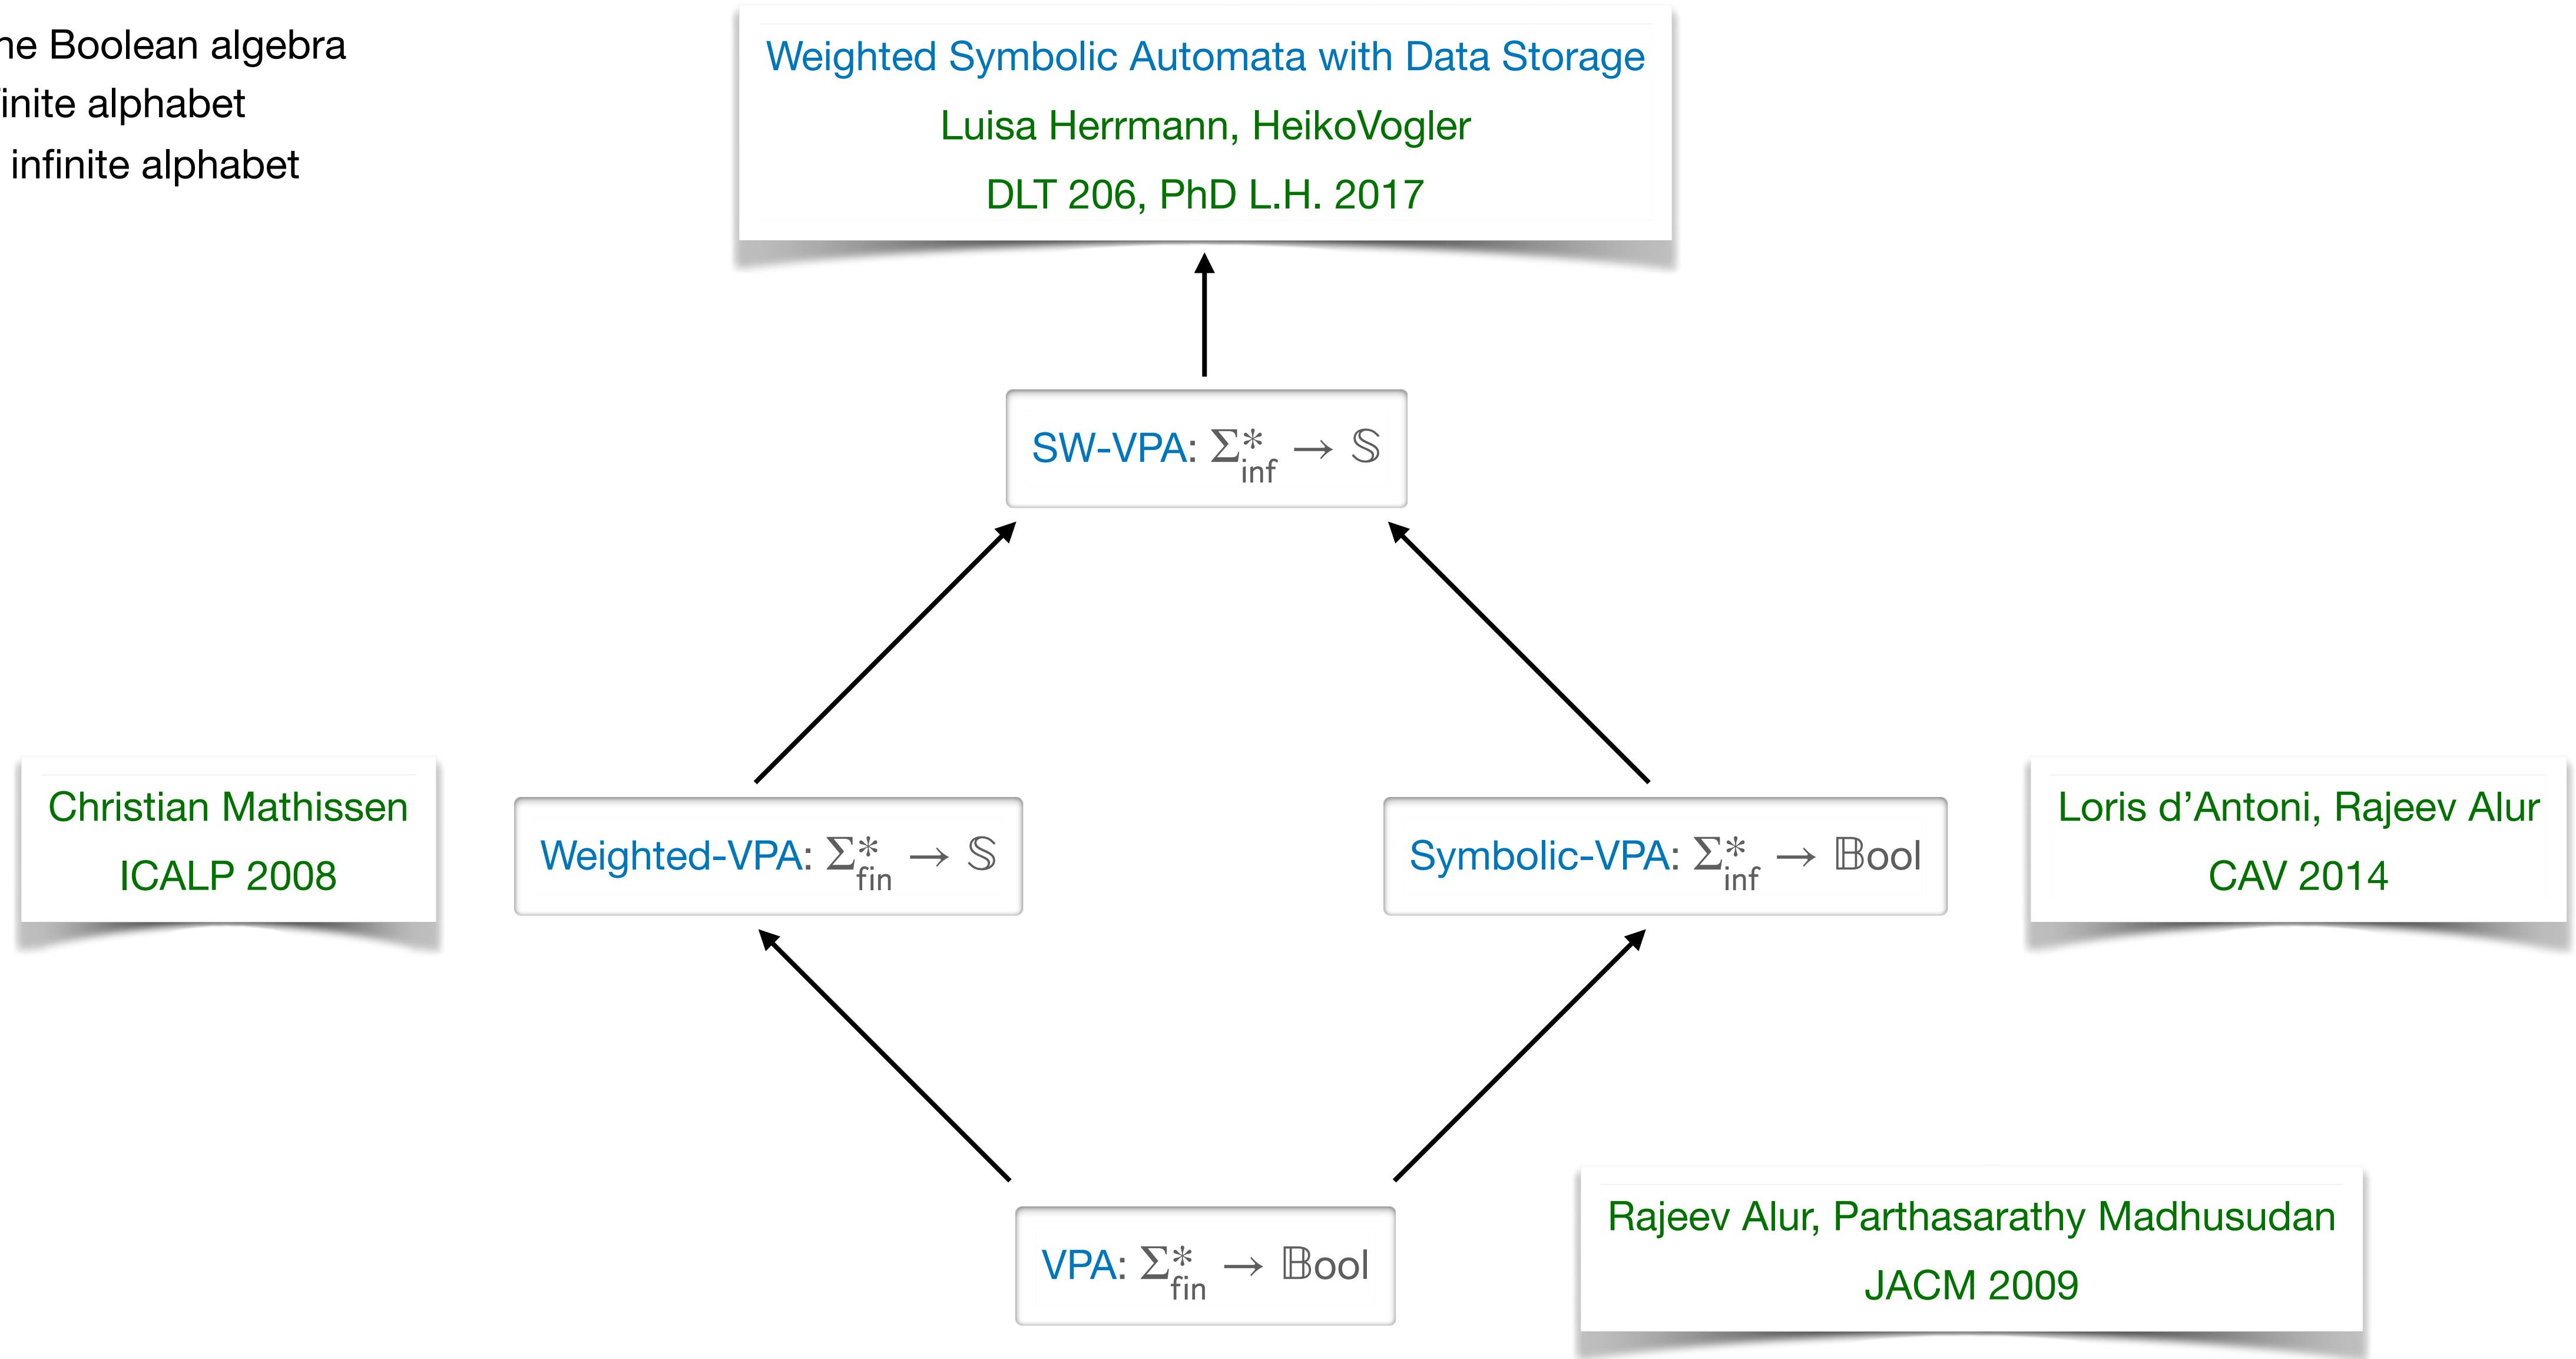 ne Boolean algebra
inite alphabet
infinite alphabet
Weighted Symbolic Automata with Data Storage
Luisa Herrmann, HeikoVogler
DLT 206, PhD L.H. 2017
SW-VPA: Σ*inf → 𝕊
Christian Mathissen
ICALP 2008
Weighted-VPA: Σ*fin → 𝕊
Symbolic-VPA: Σ*inf → 𝔹ool
Loris d’Antoni, Rajeev Alur
CAV 2014
VPA: Σ*fin → 𝔹ool
Rajeev Alur, Parthasarathy Madhusudan
JACM 2009